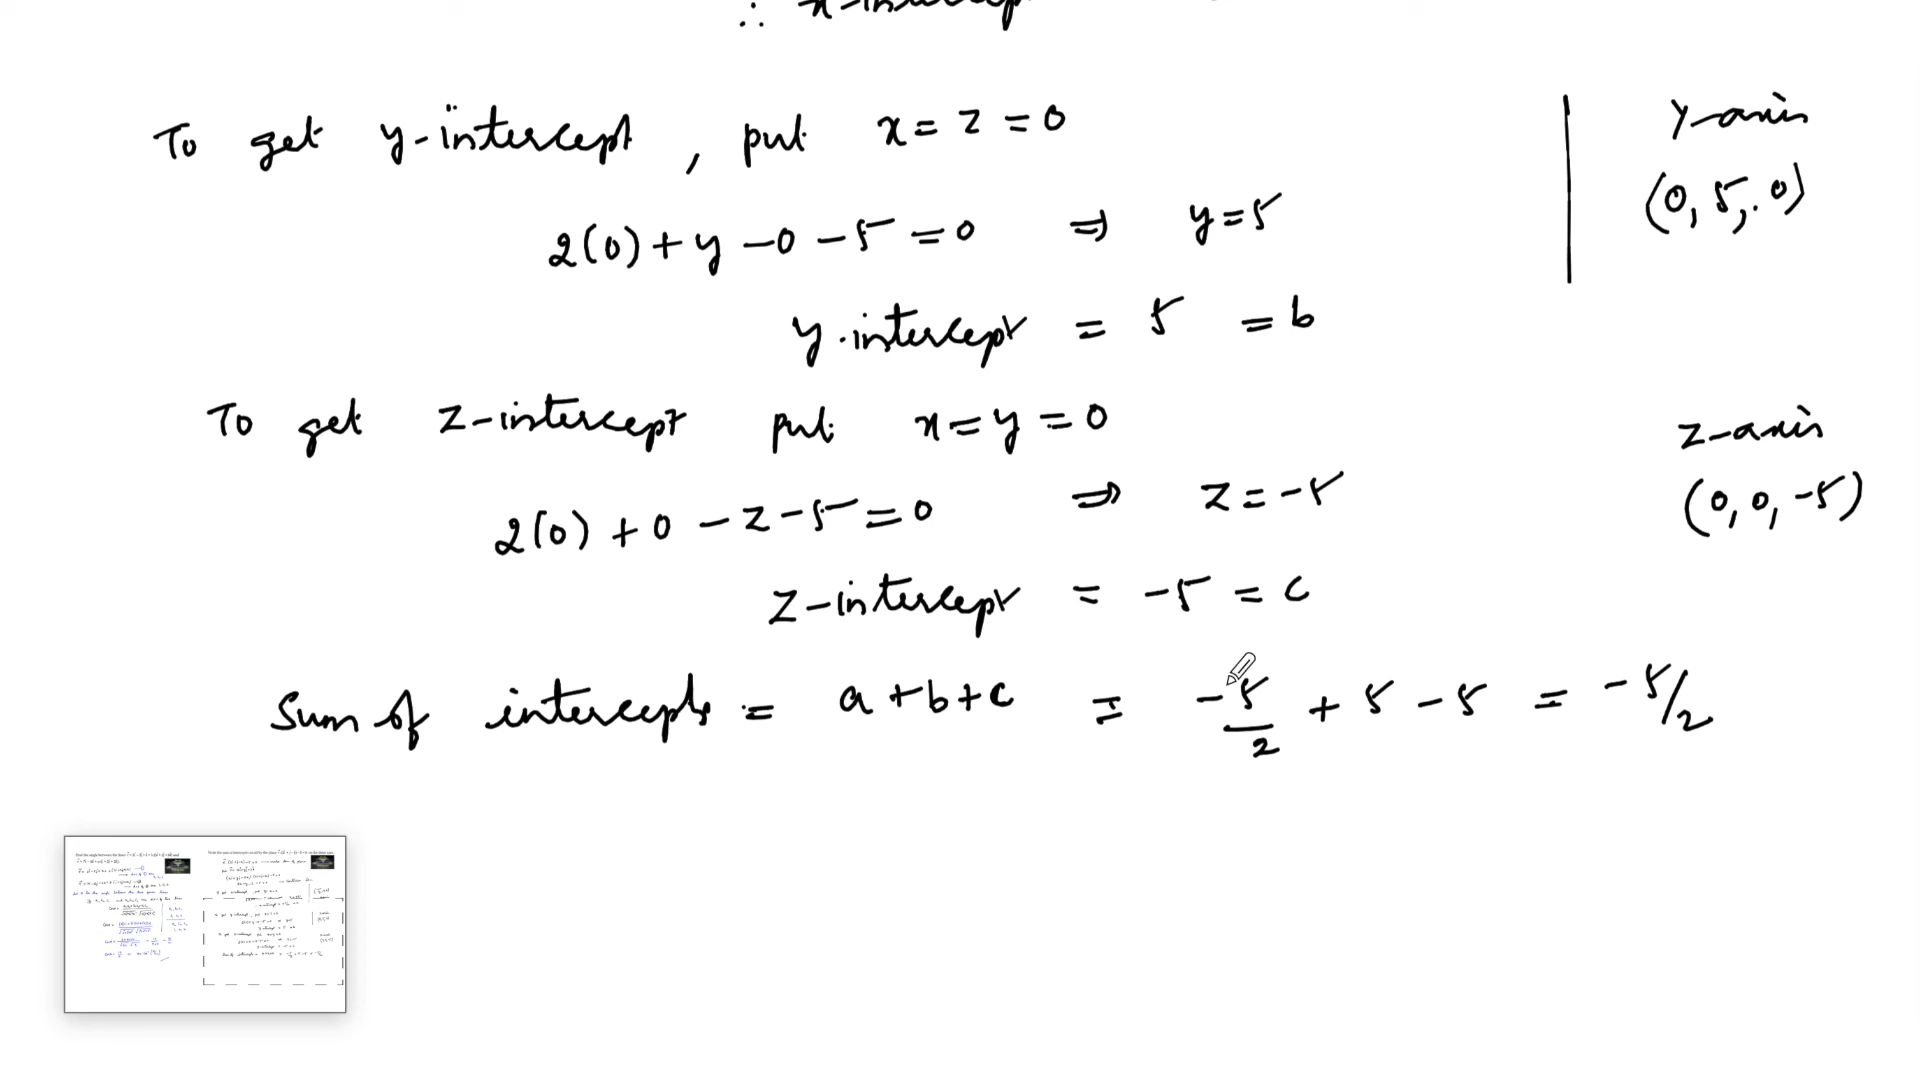 ∴ x-intercept
To get y-intercept, put x = z = 0
y-axis
(0, 5, 0)
2(0) + y - 0 - 5 = 0 ⇒ y = 5
y-intercept = 5 = b
To get z-intercept put x = y = 0
z-axis
(0, 0, -5)
2(0) + 0 - z - 5 = 0 ⇒ z = -5
z-intercept = -5 = c
Sum of intercepts = a + b + c = -5/2 + 5 - 5 = -5/2